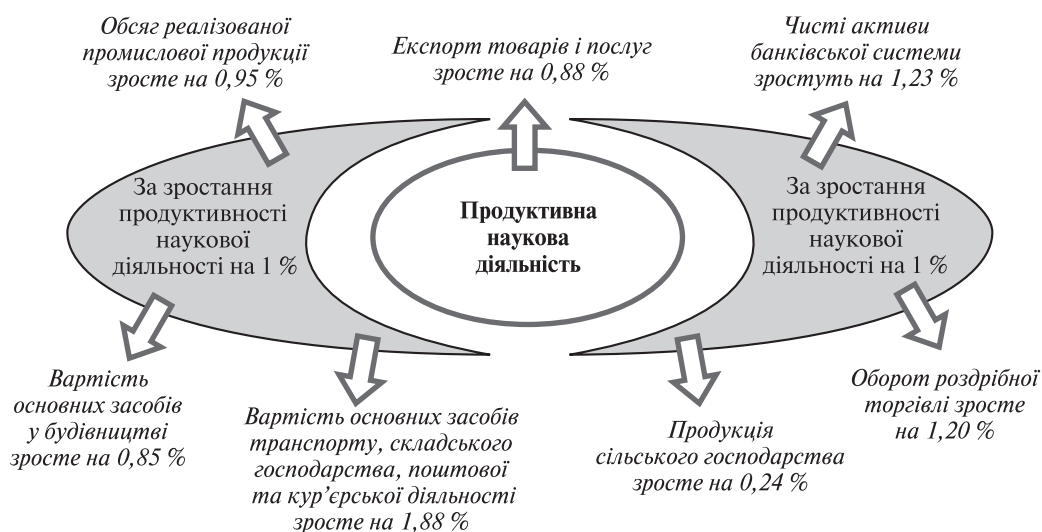 Обсяг реалізованої
промислової продукції
зросте на 0,95 %
Експорт товарів і послуг
зросте на 0,88 %
Чисті активи
банківської системи
зростуть на 1,23 %
За зростання
продуктивності
наукової
діяльності на 1 %
Продуктивна
наукова
діяльність
За зростання
продуктивності
наукової
діяльності на 1 %
Вартість
основних засобів
у будівництві
зросте на 0,85 %
Вартість основних засобів
транспорту, складського
господарства, поштової
та кур’єрської діяльності
зросте на 1,88 %
Продукція
сільського господарства
зросте на 0,24 %
Оборот роздрібної
торгівлі зросте
на 1,20 %